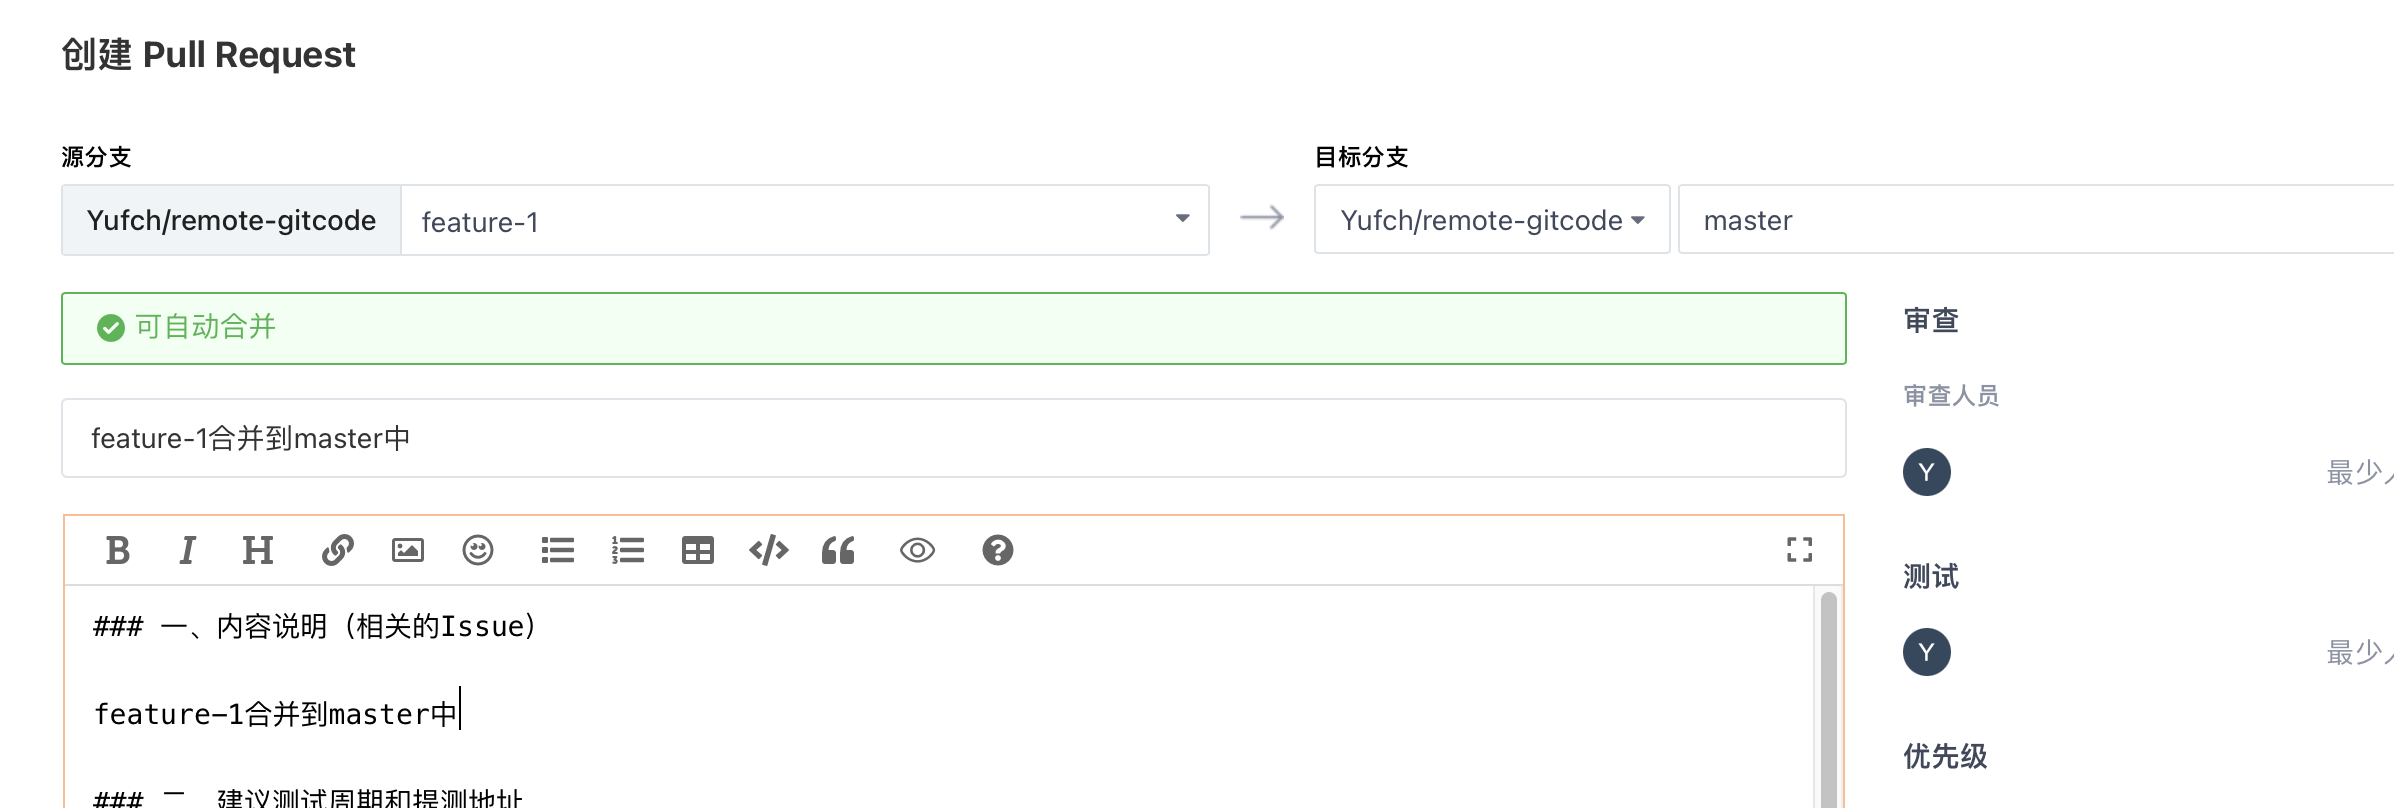 创建 Pull Request
源分支
目标分支
Yufch/remote-gitcode
feature-1
Yufch/remote-gitcode
master
可自动合并
feature-1合并到master中
### 一、内容说明（相关的Issue）
feature-1合并到master中
### 二、建议测试周期和提测地址
审查
审查人员
Y
最少
测试
Y
最少
优先级